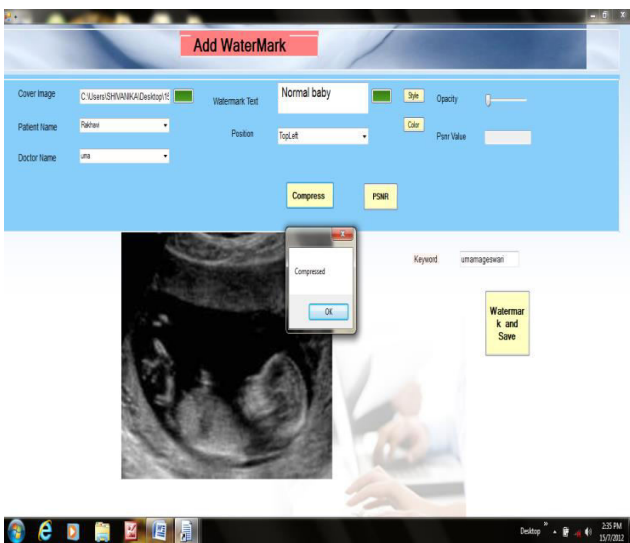 Add WaterMark
Cover Image
C:\Users\SHIVANIKA\Desktop\15
Watermark Text
Normal baby
Style
Opacity
Patient Name
Rakhavi
Position
TopLeft
Color
Psnr Value
Doctor Name
uma
Compress
PSNR
Compressed
OK
Keyword
umamageswari
Watermar
k and
Save
Desktop
2:35 PM
15/7/2012